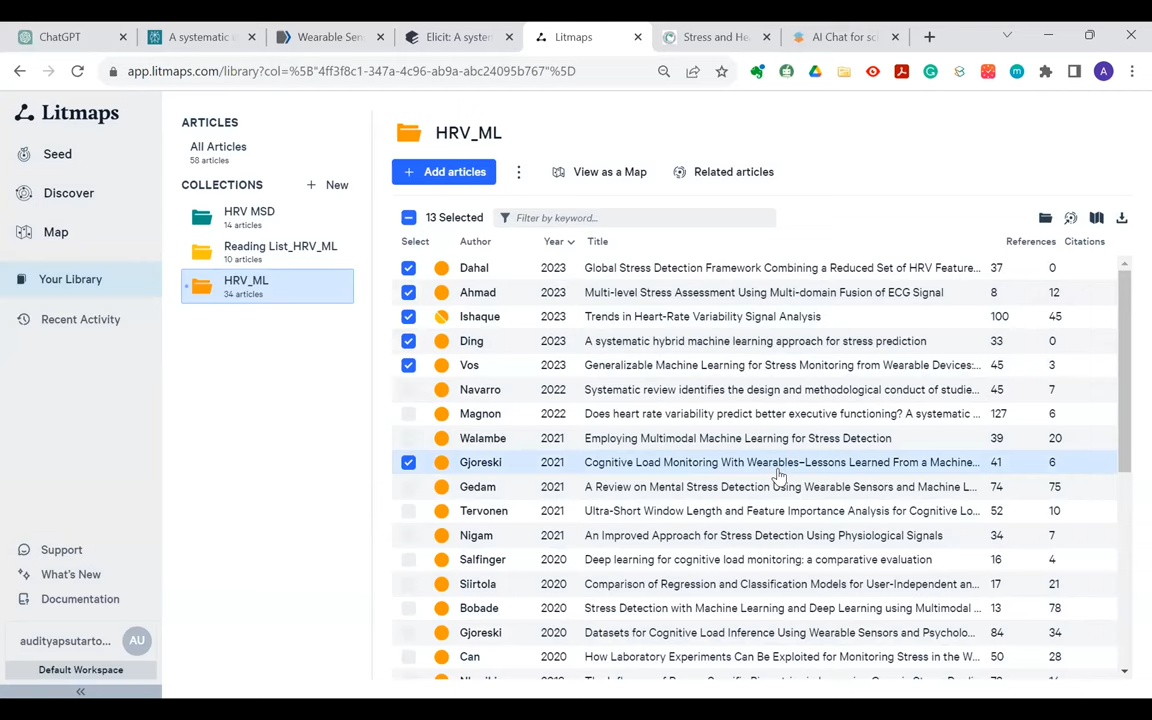 ChatGPT
A systematic
Wearable Sen
Elicit: A system
Litmaps
Stress and He
AI Chat for sc
app.litmaps.com/library?col=%5B"4ff3f8c1-347a-4c96-ab9a-abc24095b767"%5D
A
Litmaps
Seed
Discover
Map
Your Library
Recent Activity
Support
What's New
Documentation
audityapsutarto...
AU
Default Workspace
ARTICLES
All Articles
58 articles
COLLECTIONS
+ New
HRV MSD
14 articles
Reading List_HRV_ML
10 articles
HRV_ML
34 articles
HRV_ML
+ Add articles
View as a Map
Related articles
13 Selected
Filter by keyword...
Select Author Year Title References Citations
Dahal 2023 Global Stress Detection Framework Combining a Reduced Set of HRV Feature... 37 0
Ahmad 2023 Multi-level Stress Assessment Using Multi-domain Fusion of ECG Signal 8 12
Ishaque 2023 Trends in Heart-Rate Variability Signal Analysis 100 45
Ding 2023 A systematic hybrid machine learning approach for stress prediction 33 0
Vos 2023 Generalizable Machine Learning for Stress Monitoring from Wearable Devices:... 45 3
Navarro 2022 Systematic review identifies the design and methodological conduct of studie... 45 7
Magnon 2022 Does heart rate variability predict better executive functioning? A systematic ... 127 6
Walambe 2021 Employing Multimodal Machine Learning for Stress Detection 39 20
Gjoreski 2021 Cognitive Load Monitoring With Wearables–Lessons Learned From a Machine... 41 6
Gedam 2021 A Review on Mental Stress Detection Using Wearable Sensors and Machine L... 74 75
Tervonen 2021 Ultra-Short Window Length and Feature Importance Analysis for Cognitive Lo... 52 10
Nigam 2021 An Improved Approach for Stress Detection Using Physiological Signals 34 7
Salfinger 2020 Deep learning for cognitive load monitoring: a comparative evaluation 16 4
Siirtola 2020 Comparison of Regression and Classification Models for User-Independent an... 17 21
Bobade 2020 Stress Detection with Machine Learning and Deep Learning using Multimodal ... 13 78
Gjoreski 2020 Datasets for Cognitive Load Inference Using Wearable Sensors and Psycholo... 84 34
Can 2020 How Laboratory Experiments Can Be Exploited for Monitoring Stress in the W... 50 28